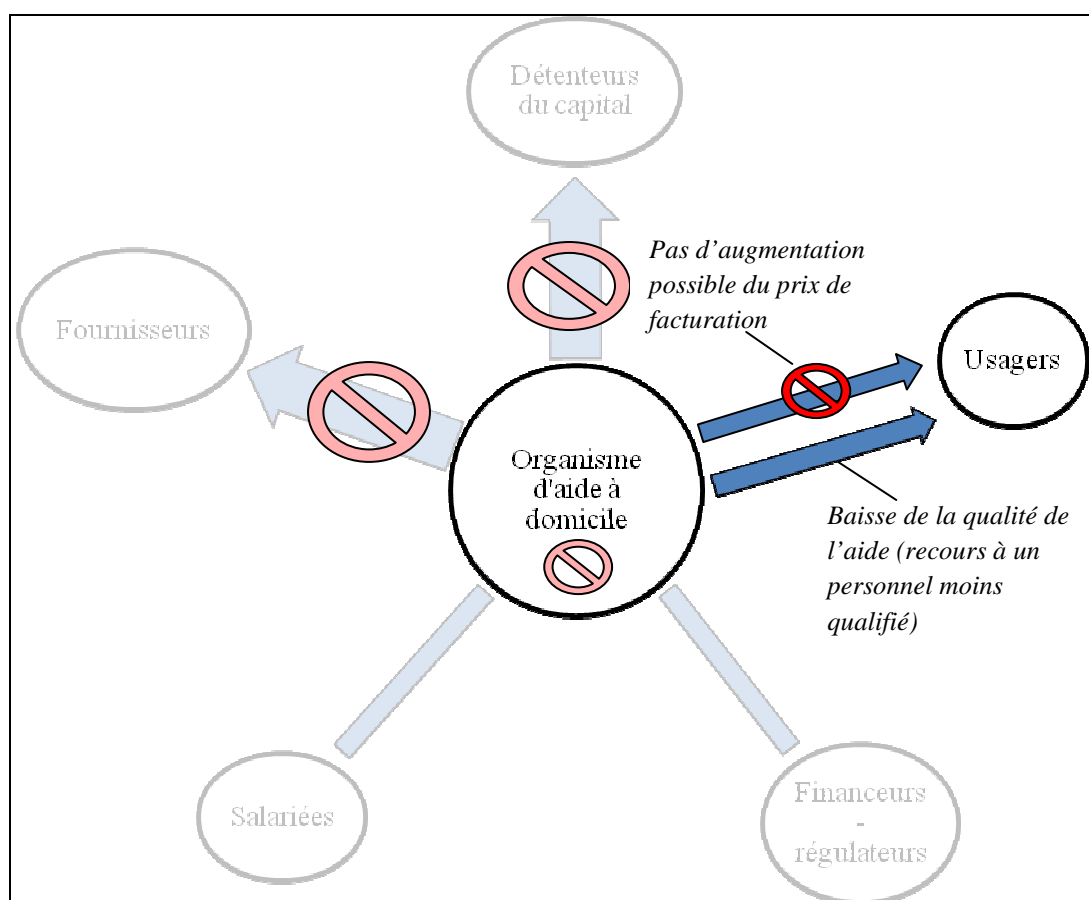 Détenteurs
du capital
Pas d’augmentation
possible du prix de
facturation
Fournisseurs
Usagers
Organisme
d'aide à
domicile
Baisse de la qualité de
l’aide (recours à un
personnel moins
qualifié)
Salariées
Financeurs
-
régulateurs